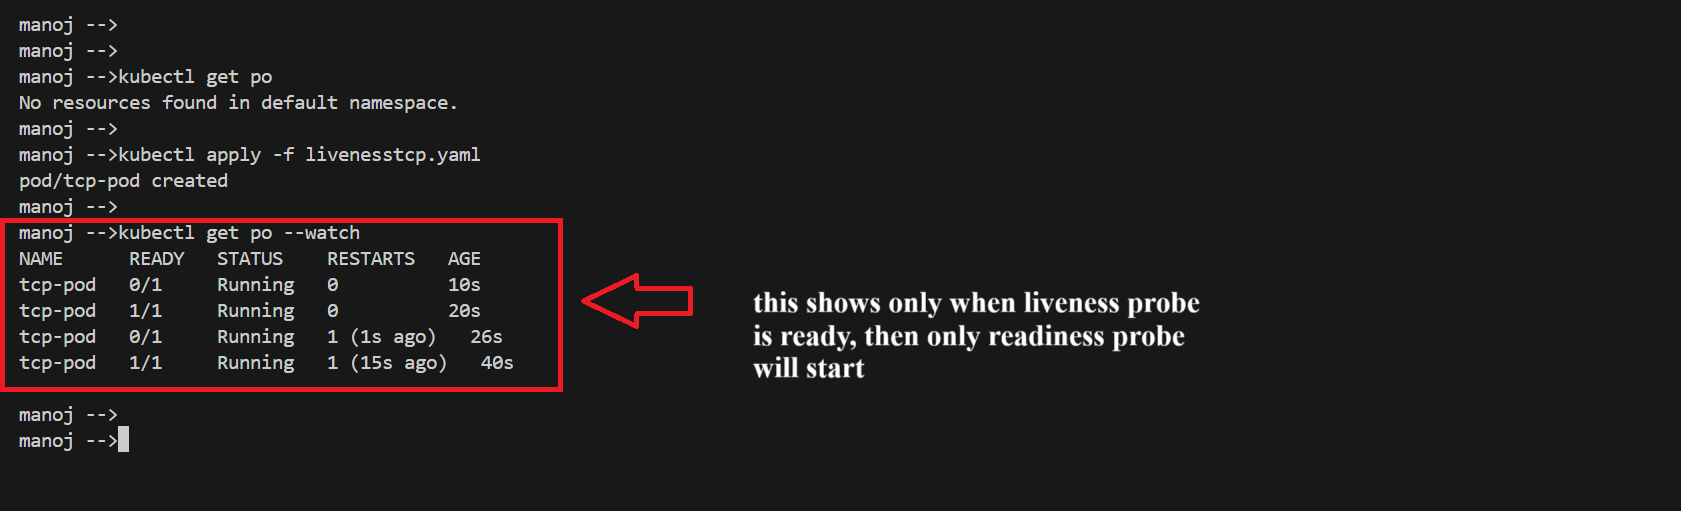 manoj -->
manoj -->
manoj -->kubectl get po
No resources found in default namespace.
manoj -->
manoj -->kubectl apply -f livenesstcp.yaml
pod/tcp-pod created
manoj -->
manoj -->kubectl get po --watch
NAME      READY   STATUS    RESTARTS   AGE
tcp-pod   0/1     Running   0          10s
tcp-pod   1/1     Running   0          20s
tcp-pod   0/1     Running   1 (1s ago)   26s
tcp-pod   1/1     Running   1 (15s ago)   40s
this shows only when liveness probe
is ready, then only readiness probe
will start
manoj -->
manoj -->